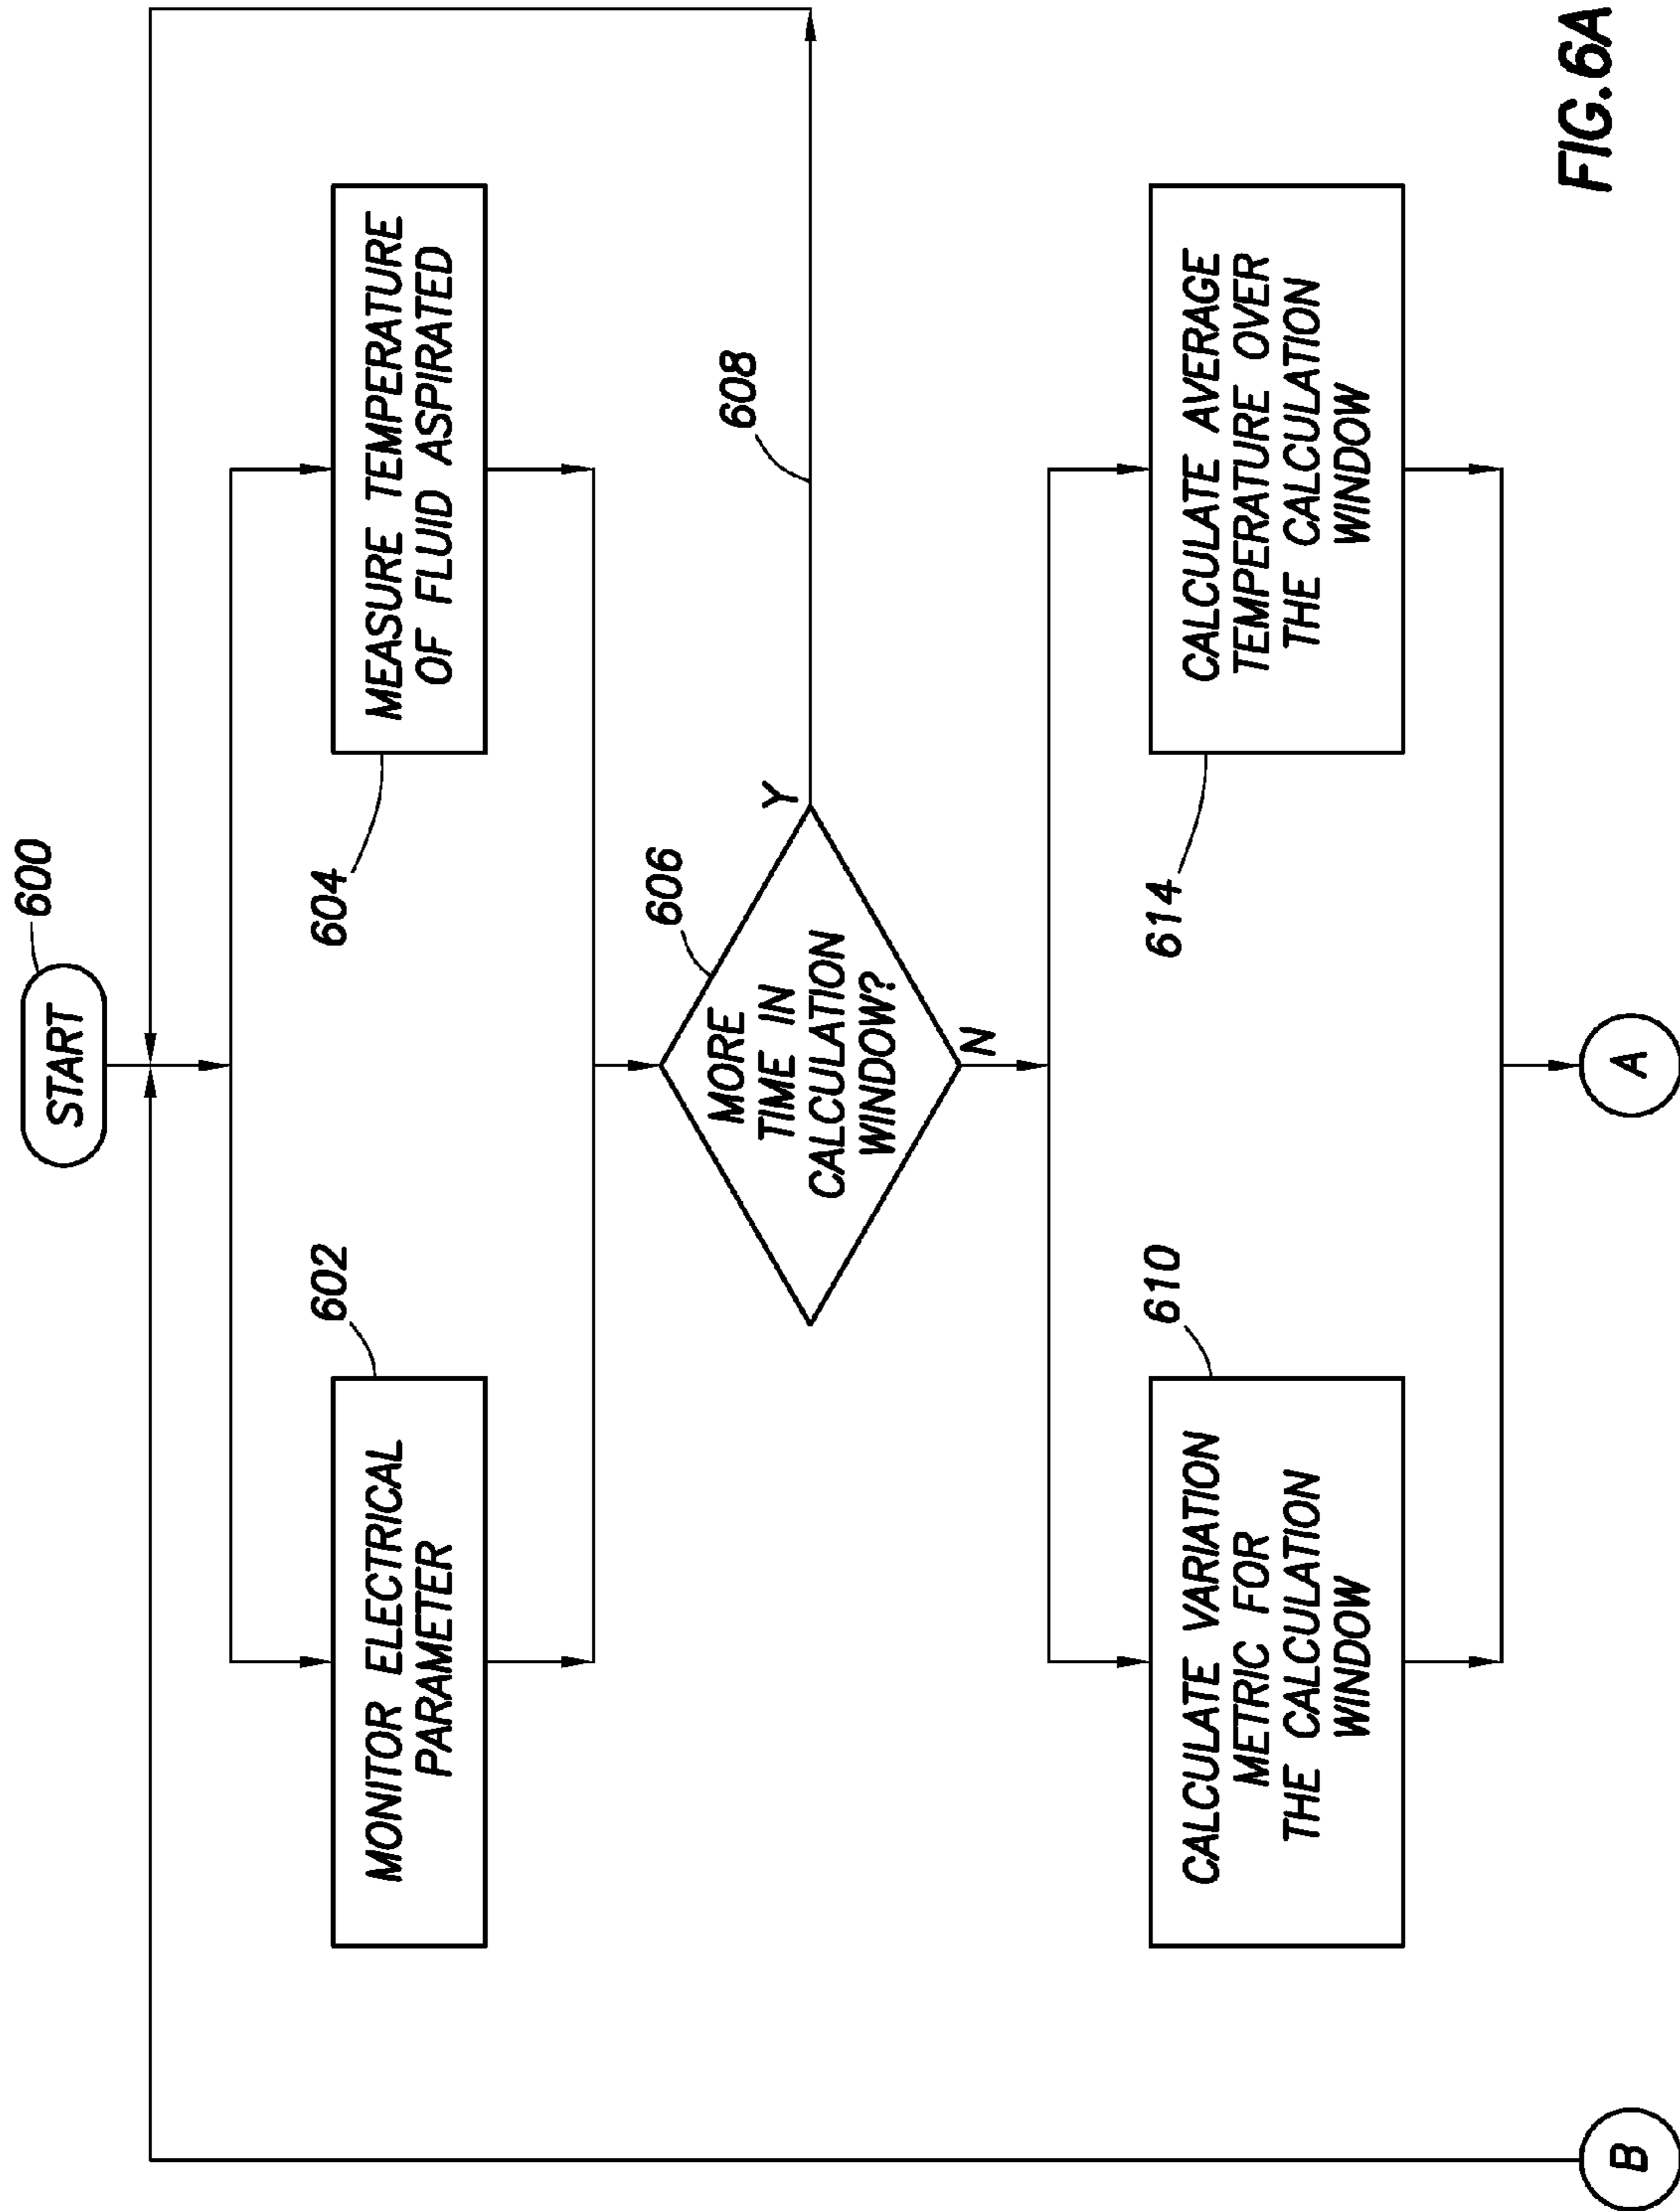 START
600
MONITOR ELECTRICAL
PARAMETER
602
MEASURE TEMPERATURE
OF FLUID ASPIRATED
604
MORE
TIME IN
CALCULATION
WINDOW?
606
Y
608
N
CALCULATE VARIATION
METRIC FOR
THE CALCULATION
WINDOW
610
CALCULATE AVERAGE
TEMPERATURE OVER
THE CALCULATION
WINDOW
614
B
A
FIG.6A